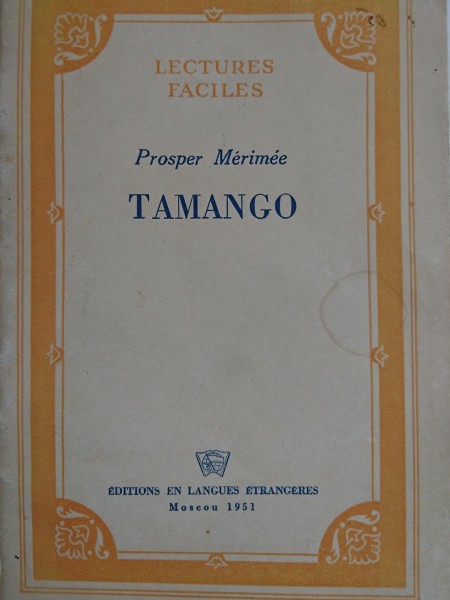 LECTURES
FACILES
Prosper Mérimée
TAMANGO
ÉDITIONS EN LANGUES ÉTRANGÈRES
Moscou 1951